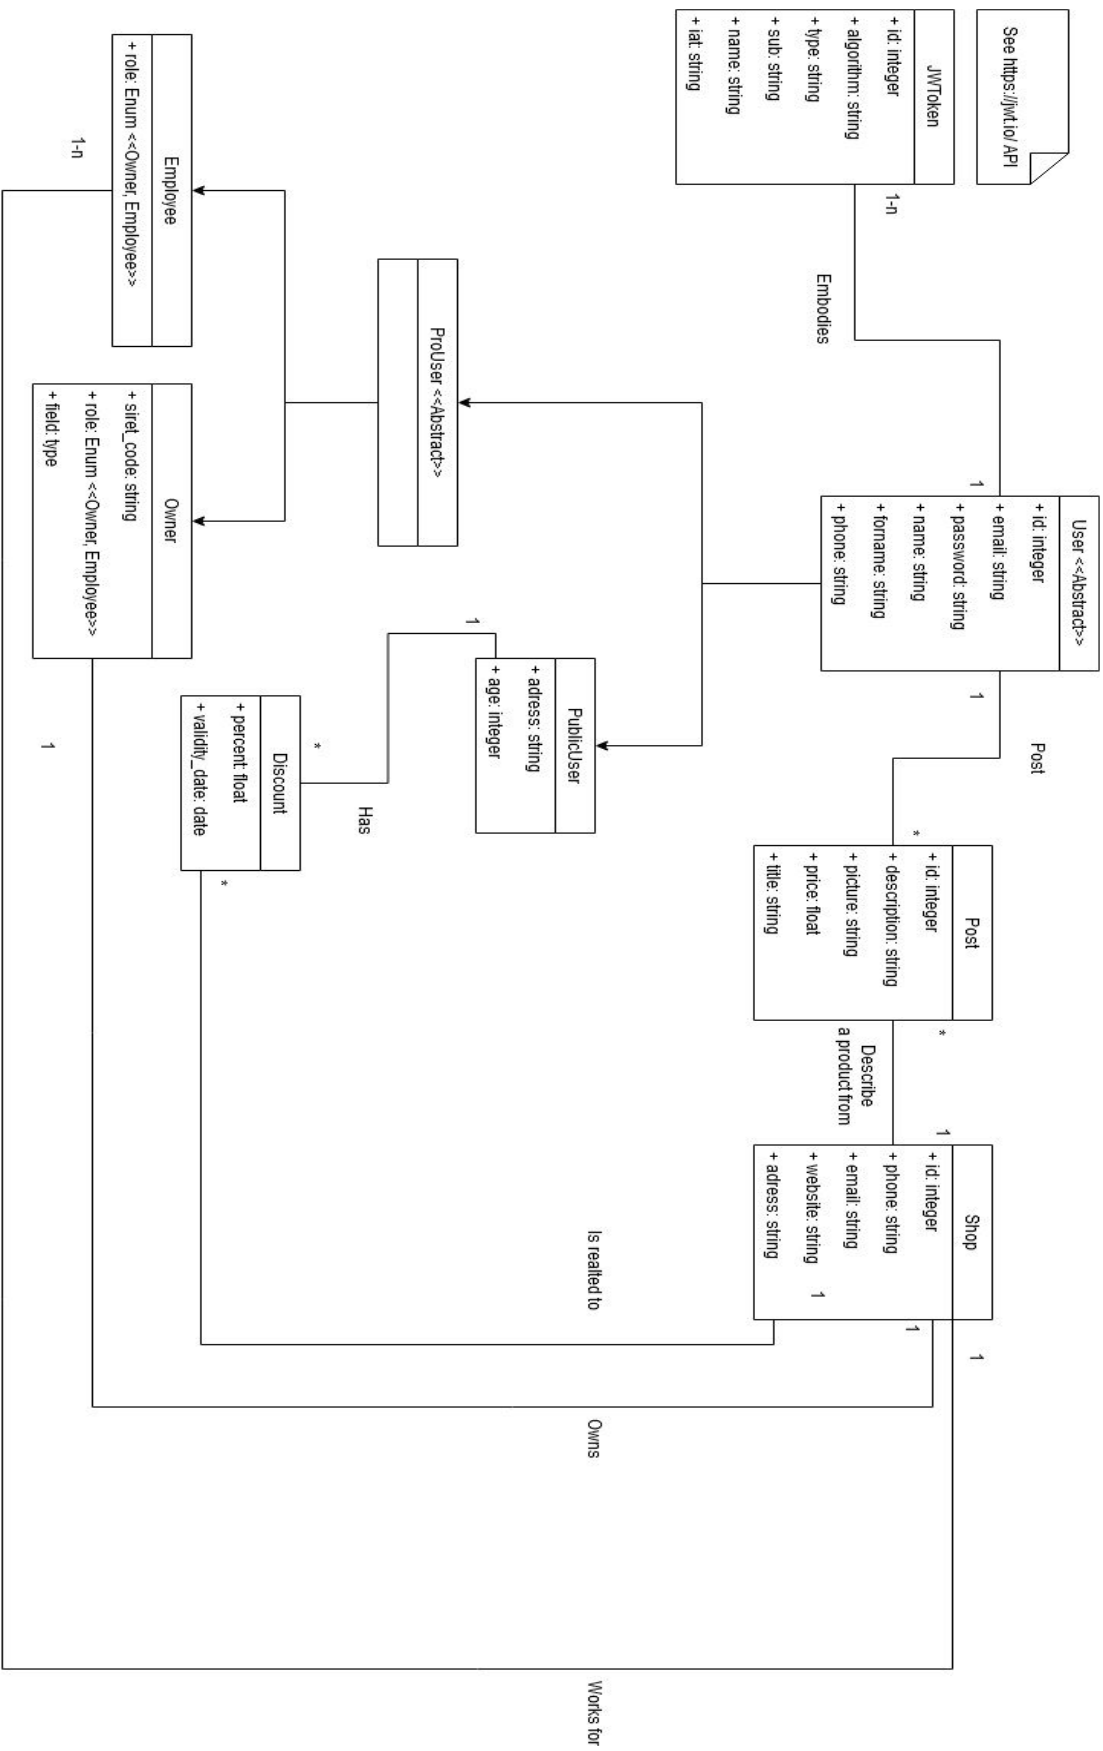 See https://jwt.io/ API
JWToken
+ id: integer
+ algorithm: string
+ type: string
+ sub: string
+ name: string
+ iat: string
1-n
Embodies
1
User <<Abstract>>
+ id: integer
+ email: string
+ password: string
+ name: string
+ forname: string
+ phone: string
1
Post
*
Post
+ id: integer
+ description: string
+ picture: string
+ price: float
+ title: string
*
Describe
a product from
1
Shop
+ id: integer
+ phone: string
+ email: string
+ website: string
+ adress: string
1
1
1
ProUser <<Abstract>>
PublicUser
+ adress: string
+ age: integer
1
Has
*
Discount
+ percent: float
+ validity_date: date
*
Is realted to
Employee
+ role: Enum <<Owner, Employee>>
1-n
Owner
+ siret_code: string
+ role: Enum <<Owner, Employee>>
+ field: type
1
Owns
Works for